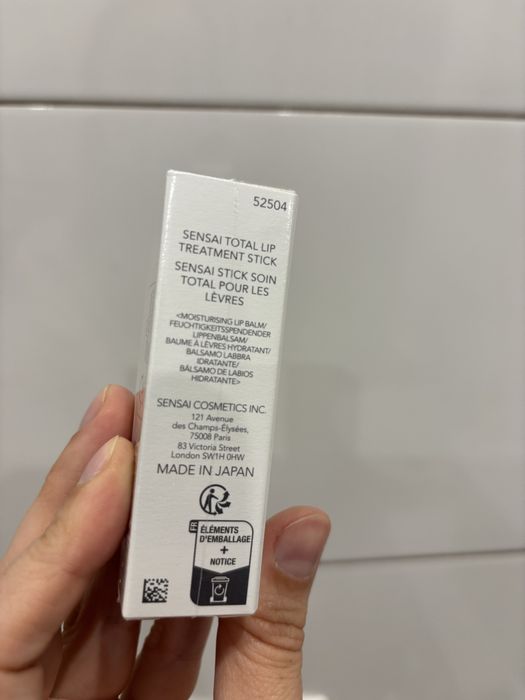 52504
SENSAI TOTAL LIP
TREATMENT STICK
SENSAI STICK SOIN
TOTAL POUR LES
LÈVRES
<MOISTURISING LIP BALM/
FEUCHTIGKEITSSPENDENDER
LIPPENBALSAM/
BAUME À LÈVRES HYDRATANT/
BALSAMO LABBRA
IDRATANTE/
BÁLSAMO DE LABIOS
HIDRATANTE>
SENSAI COSMETICS INC.
121 Avenue
des Champs-Élysées,
75008 Paris
83 Victoria Street
London SW1H 0HW
MADE IN JAPAN
FR
ÉLÉMENTS
D'EMBALLAGE
+
NOTICE